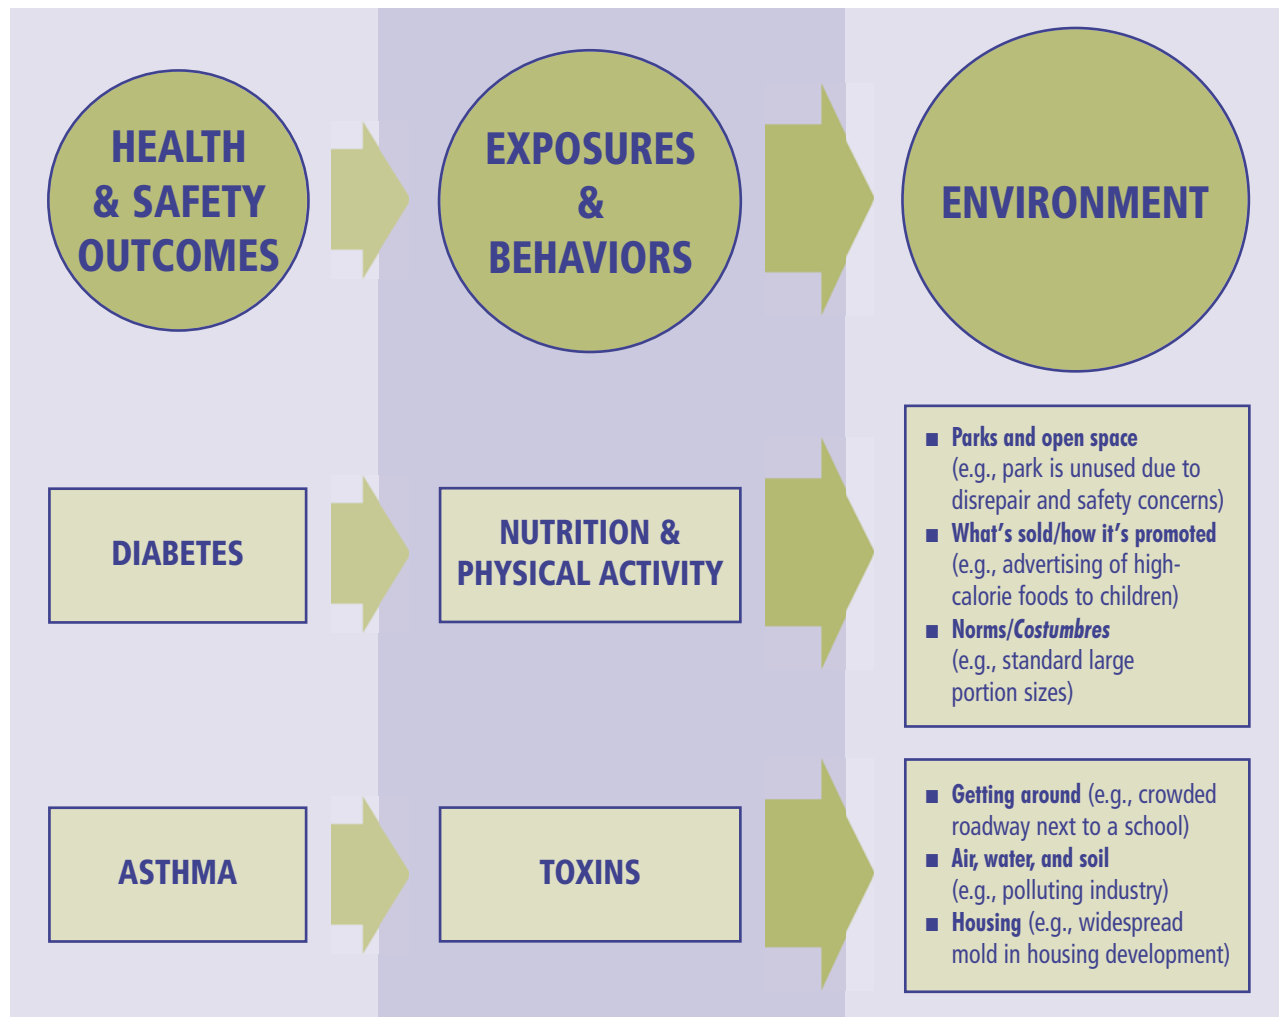 HEALTH
& SAFETY
OUTCOMES
EXPOSURES
&
BEHAVIORS
ENVIRONMENT
DIABETES
NUTRITION &
PHYSICAL ACTIVITY
■ Parks and open space
(e.g., park is unused due to
disrepair and safety concerns)
■ What’s sold/how it’s promoted
(e.g., advertising of high-
calorie foods to children)
■ Norms/Costumbres
(e.g., standard large
portion sizes)
ASTHMA
TOXINS
■ Getting around (e.g., crowded
roadway next to a school)
■ Air, water, and soil
(e.g., polluting industry)
■ Housing (e.g., widespread
mold in housing development)